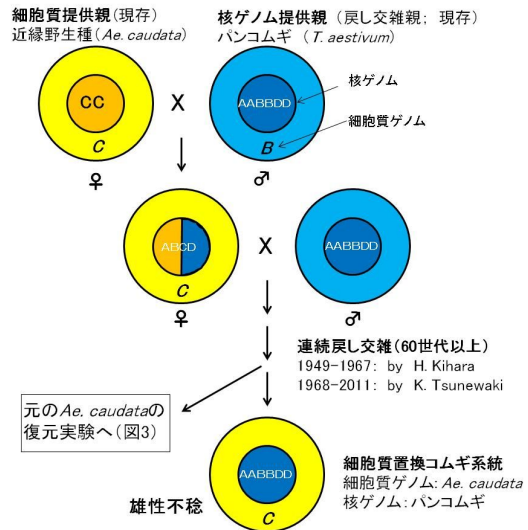 細胞質提供親(現存)
近縁野生種(Ae. caudata)
核ゲノム提供親(戻し交雑親; 現存)
パンコムギ (T. aestivum)
CC
X
AABBDD
核ゲノム
細胞質ゲノム
C
B
♀
♂
ABCD
X
AABBDD
C
♀
♂
連続戻し交雑(60世代以上)
1949-1967: by H. Kihara
1968-2011: by K. Tsunewaki
元のAe. caudataの
復元実験へ(図3)
AABBDD
細胞質置換コムギ系統
細胞質ゲノム: Ae. caudata
核ゲノム: パンコムギ
雄性不稔
C